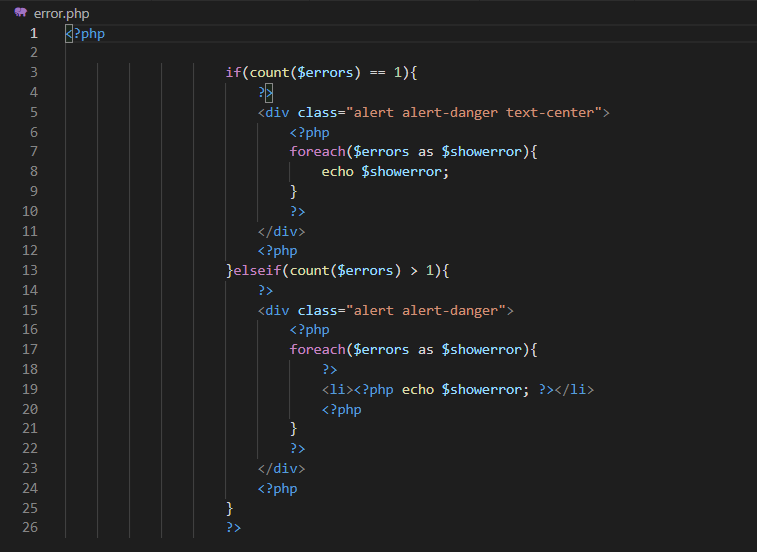 error.php
1 <?php
2
3 if(count($errors) == 1){
4 ?>
5 <div class="alert alert-danger text-center">
6 <?php
7 foreach($errors as $showerror){
8 echo $showerror;
9 }
10 ?>
11 </div>
12 <?php
13 }elseif(count($errors) > 1){
14 ?>
15 <div class="alert alert-danger">
16 <?php
17 foreach($errors as $showerror){
18 ?>
19 <li><?php echo $showerror; ?></li>
20 <?php
21 }
22 ?>
23 </div>
24 <?php
25 }
26 ?>